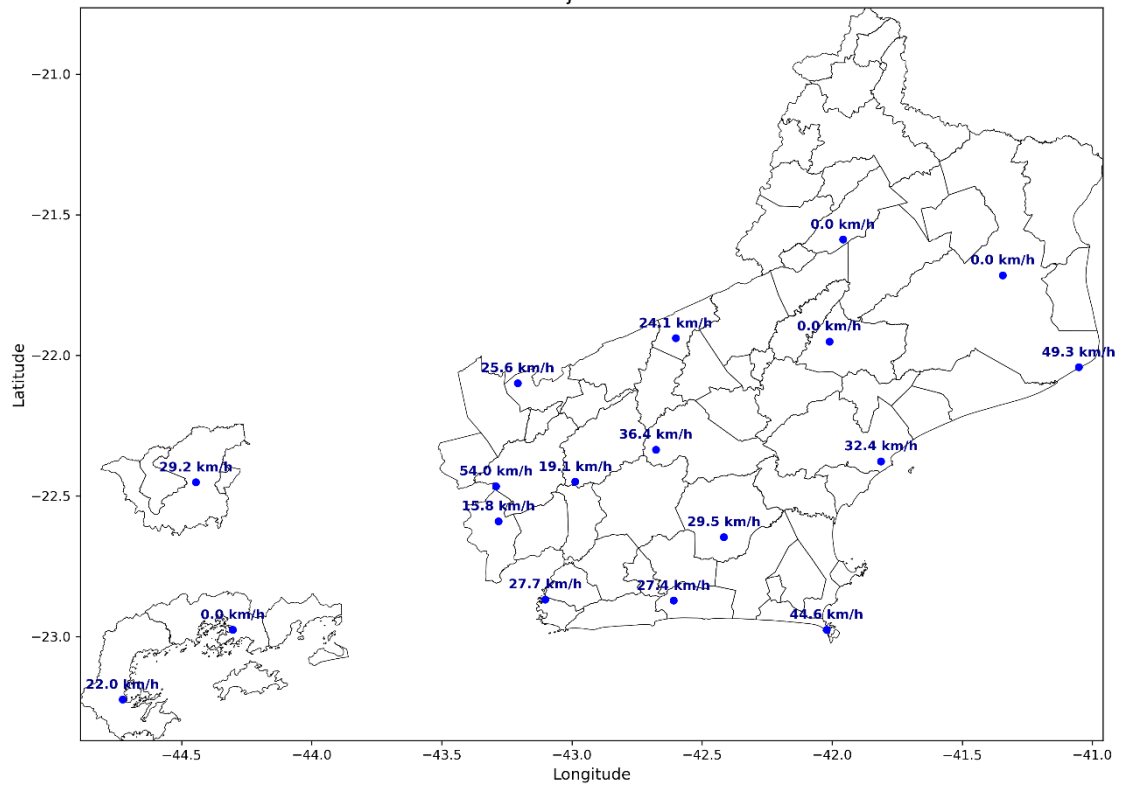 −21.0
−21.5
−22.0
−22.5
−23.0
Latitude
0.0 km/h
0.0 km/h
24.1 km/h
0.0 km/h
49.3 km/h
25.6 km/h
36.4 km/h
32.4 km/h
29.2 km/h
54.0 km/h
19.1 km/h
15.8 km/h
29.5 km/h
27.7 km/h
27.4 km/h
0.0 km/h
44.6 km/h
22.0 km/h
−44.5
−44.0
−43.5
−43.0
−42.5
−42.0
−41.5
−41.0
Longitude